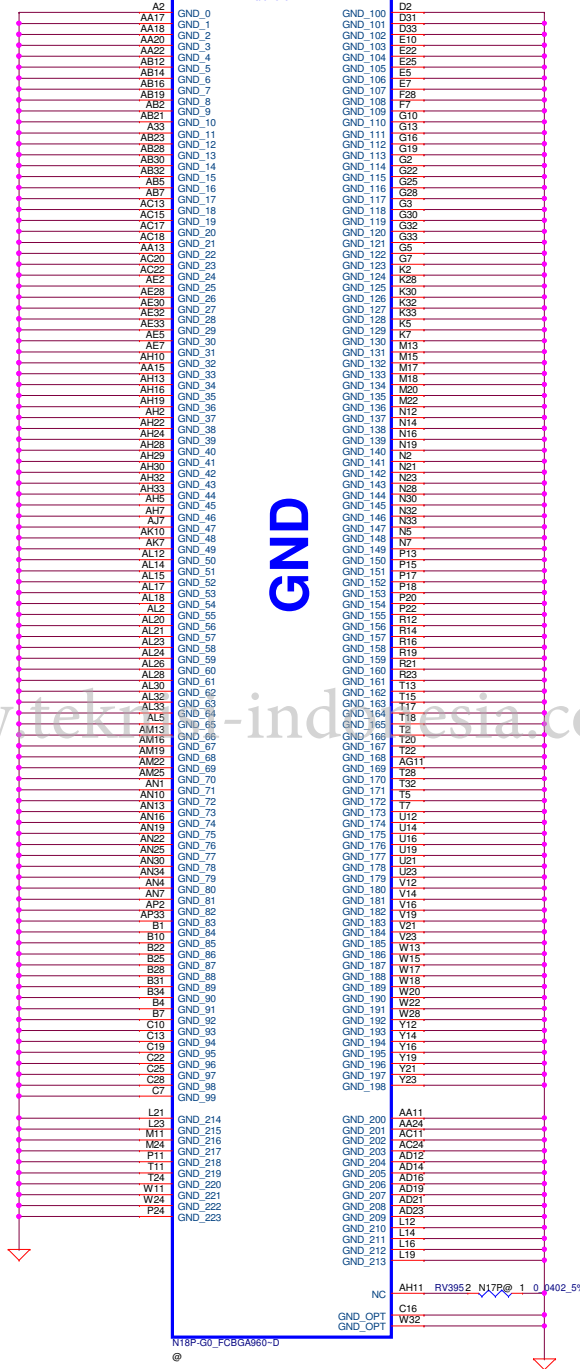 A2 GND_0 GND_100 D2
AA17 GND_1 GND_101 D31
AA18 GND_2 GND_102 D33
AA20 GND_3 GND_103 E10
AA22 GND_4 GND_104 E22
AB12 GND_5 GND_105 E25
AB14 GND_6 GND_106 E5
AB16 GND_7 GND_107 E7
AB19 GND_8 GND_108 F28
AB2 GND_9 GND_109 F7
AB21 GND_10 GND_110 G10
A33 GND_11 GND_111 G13
AB23 GND_12 GND_112 G16
AB28 GND_13 GND_113 G19
AB30 GND_14 GND_114 G2
AB32 GND_15 GND_115 G22
AB5 GND_16 GND_116 G25
AB7 GND_17 GND_117 G28
AC13 GND_18 GND_118 G3
AC15 GND_19 GND_119 G30
AC17 GND_20 GND_120 G32
AC18 GND_21 GND_121 G33
AA13 GND_22 GND_122 G5
AC20 GND_23 GND_123 G7
AC22 GND_24 GND_124 K2
AE2 GND_25 GND_125 K28
AE28 GND_26 GND_126 K30
AE30 GND_27 GND_127 K32
AE32 GND_28 GND_128 K33
AE33 GND_29 GND_129 K5
AE5 GND_30 GND_130 K7
AE7 GND_31 GND_131 M13
AH10 GND_32 GND_132 M15
AA15 GND_33 GND_133 M17
AH13 GND_34 GND_134 M18
AH16 GND_35 GND_135 M20
AH19 GND_36 GND_136 M22
AH2 GND_37 GND_137 N12
AH22 GND_38 GND_138 N14
AH24 GND_39 GND_139 N16
AH28 GND_40 GND_140 N19
AH29 GND_41 GND_141 N2
AH30 GND_42 GND_142 N21
AH32 GND_43 GND_143 N23
AH33 GND_44 GND_144 N28
AH5 GND_45 GND_145 N30
AH7 GND_46 GND_146 N32
AJ7 GND_47 GND_147 N33
AK10 GND_48 GND_148 N5
AK7 GND_49 GND_149 N7
AL12 GND_50 GND_150 P13
AL14 GND_51 GND_151 P15
AL15 GND_52 GND_152 P17
AL17 GND_53 GND_153 P18
AL18 GND_54 GND_154 P20
AL2 GND_55 GND_155 P22
AL20 GND_56 GND_156 R12
AL21 GND_57 GND_157 R14
AL23 GND_58 GND_158 R16
AL24 GND_59 GND_159 R19
AL26 GND_60 GND_160 R21
AL28 GND_61 GND_161 R23
AL30 GND_62 GND_162 T13
AL32 GND_63 GND_163 T15
AL33 GND_64 GND_164 T17
AL5 GND_65 GND_165 T18
AM13 GND_66 GND_166 T2
AM16 GND_67 GND_167 T20
AM19 GND_68 GND_168 T22
AM22 GND_69 GND_169 AG11
AM25 GND_70 GND_170 T28
AN1 GND_71 GND_171 T32
AN10 GND_72 GND_172 T5
AN13 GND_73 GND_173 T7
AN16 GND_74 GND_174 U12
AN19 GND_75 GND_175 U14
AN22 GND_76 GND_176 U16
AN25 GND_77 GND_177 U19
AN30 GND_78 GND_178 U21
AN34 GND_79 GND_179 U23
AN4 GND_80 GND_180 V12
AN7 GND_81 GND_181 V14
AP2 GND_82 GND_182 V16
AP33 GND_83 GND_183 V19
B1 GND_84 GND_184 V21
B10 GND_85 GND_185 V23
B22 GND_86 GND_186 W13
B25 GND_87 GND_187 W15
B28 GND_88 GND_188 W17
B31 GND_89 GND_189 W18
B34 GND_90 GND_190 W20
B4 GND_91 GND_191 W22
B7 GND_92 GND_192 W28
C10 GND_93 GND_193 Y12
C13 GND_94 GND_194 Y14
C19 GND_95 GND_195 Y16
C22 GND_96 GND_196 Y19
C25 GND_97 GND_197 Y21
C28 GND_98 GND_198 Y23
C7 GND_99
GND
L21 GND_214 GND_200 AA11
L23 GND_215 GND_201 AA24
M11 GND_216 GND_202 AC11
M24 GND_217 GND_203 AC24
P11 GND_218 GND_204 AD12
T11 GND_219 GND_205 AD14
T24 GND_220 GND_206 AD16
W11 GND_221 GND_207 AD19
W24 GND_222 GND_208 AD21
P24 GND_223 GND_209 AD23
GND_210 L12
GND_211 L14
GND_212 L16
GND_213 L19
NC AH11 RV395 2 N17P@ 1 0_0402_5%
GND_OPT C16
GND_OPT W32
N18P-G0_FCBGA960~D
@